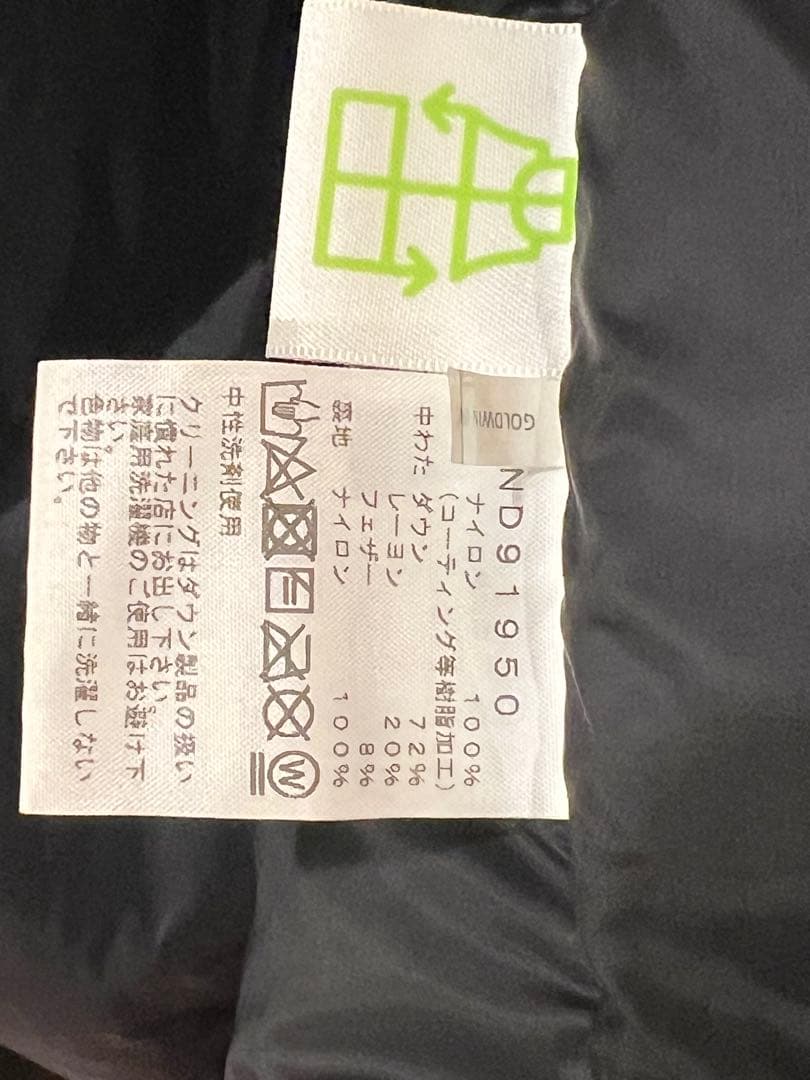 GOLDWIN
ND91950
ナイロン 100%
(コーティング等樹脂加工)
中わた ダウン 72%
レーヨン 20%
フェザー 8%
裏地 ナイロン 100%
W
中性洗剤使用
クリーニングはダウン製品の扱い
に慣れた店にお出し下さい。
家庭用洗濯機のご使用はお避け下
さい。
色物は他の物と一緒に洗濯しない
で下さい。